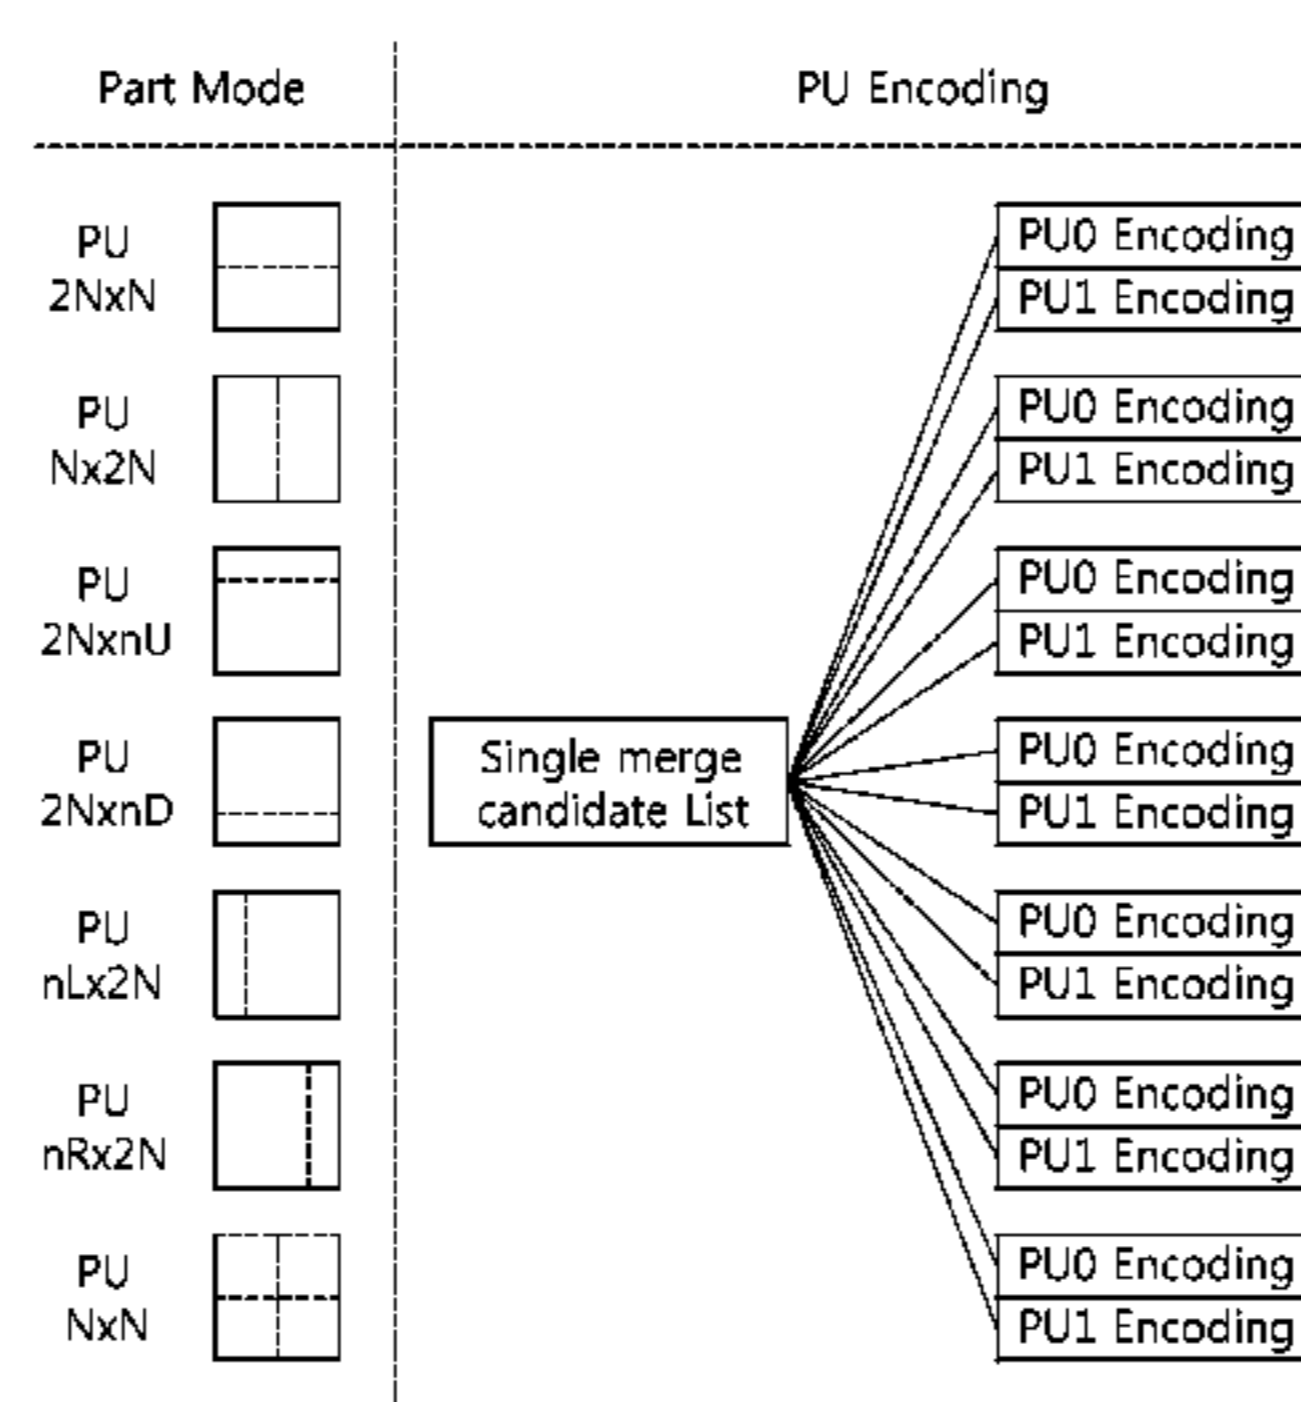 Part Mode
PU Encoding
PU
2NxN
PU0 Encoding
PU1 Encoding
PU
Nx2N
PU0 Encoding
PU1 Encoding
PU
2NxnU
PU0 Encoding
PU1 Encoding
PU
2NxnD
Single merge
candidate List
PU0 Encoding
PU1 Encoding
PU
nLx2N
PU0 Encoding
PU1 Encoding
PU
nRx2N
PU0 Encoding
PU1 Encoding
PU
NxN
PU0 Encoding
PU1 Encoding